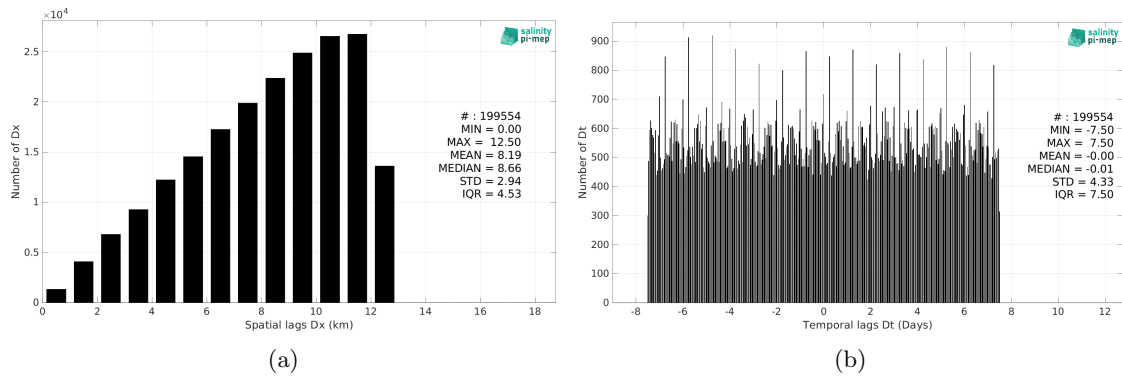 ×10⁴
2.5
2
1.5
1
0.5
0
Number of Dx
0 2 4 6 8 10 12 14 16 18
Spatial lags Dx (km)
salinity
pi-mep
# : 199554
MIN = 0.00
MAX = 12.50
MEAN = 8.19
MEDIAN = 8.66
STD = 2.94
IQR = 4.53
(a)
900
800
700
600
500
400
300
200
100
0
Number of Dt
-8 -6 -4 -2 0 2 4 6 8 10 12
Temporal lags Dt (Days)
salinity
pi-mep
# : 199554
MIN = -7.50
MAX = 7.50
MEAN = -0.00
MEDIAN = -0.01
STD = 4.33
IQR = 7.50
(b)